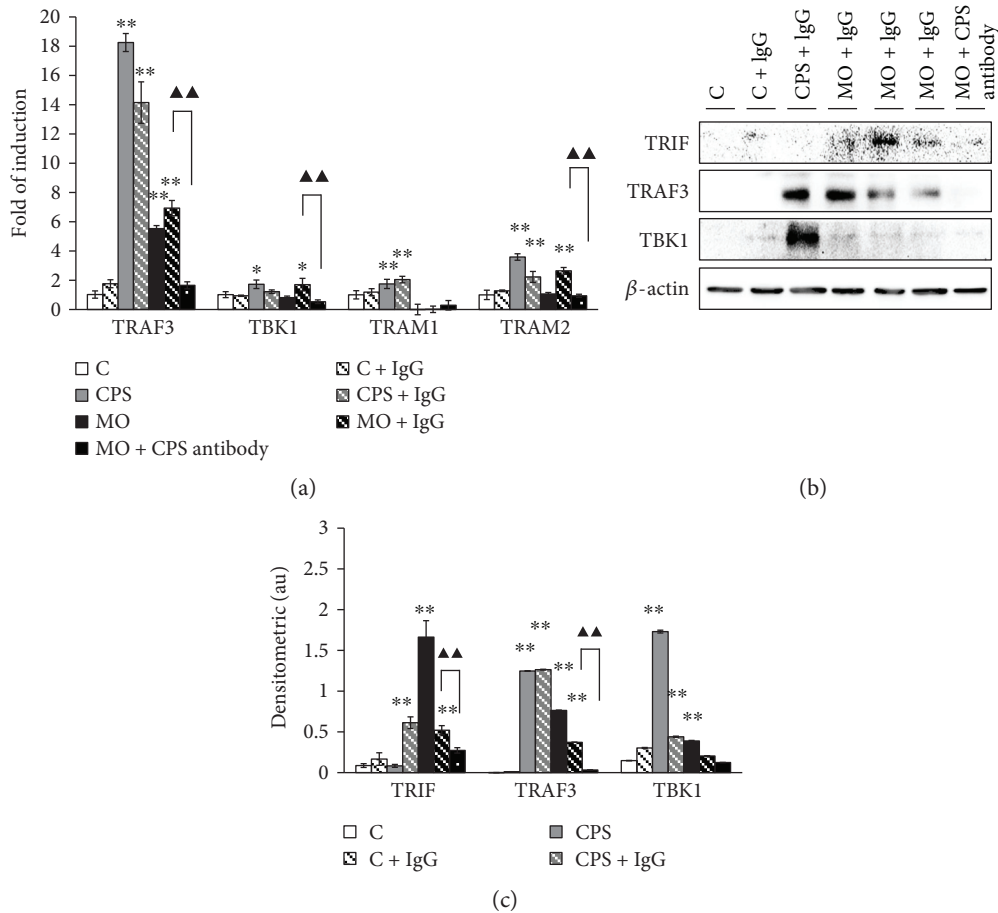 20
18
16
14
12
10
8
6
4
2
0
Fold of induction
**
**
**
**
▲▲
*
*
▲▲
**
**
**
**
**
▲▲
TRAF3
TBK1
TRAM1
TRAM2
C
C + IgG
CPS
CPS + IgG
MO
MO + IgG
MO + CPS antibody
(a)
C
C + IgG
CPS + IgG
MO + IgG
MO + IgG
MO + IgG
MO + CPS
antibody
TRIF
TRAF3
TBK1
β-actin
(b)
3
2.5
2
1.5
1
0.5
0
Densitometric (au)
**
**
▲▲
**
**
**
**
**
▲▲
**
**
**
TRIF
TRAF3
TBK1
C
CPS
C + IgG
CPS + IgG
(c)